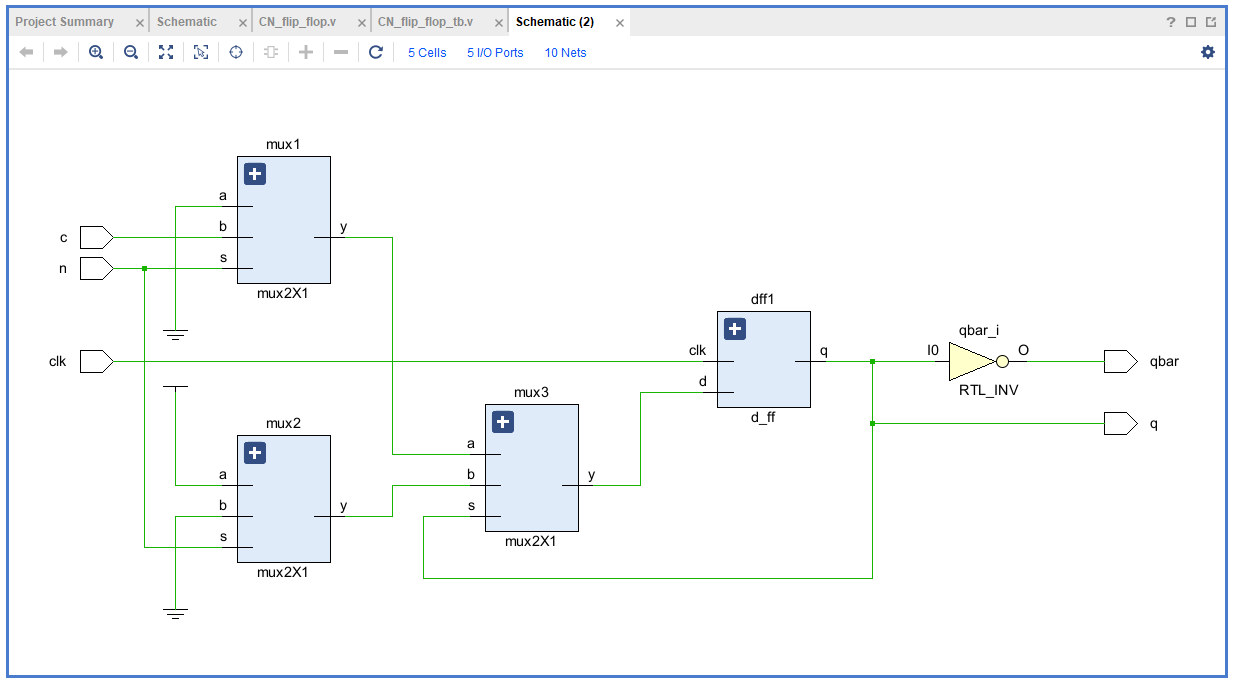 Project Summary × Schematic × CN_flip_flop.v × CN_flip_flop_tb.v × Schematic (2) × ?
5 Cells 5 I/O Ports 10 Nets
mux1
a
b
s
y
mux2X1
c
n
clk
mux2
a
b
s
y
mux2X1
mux3
a
b
s
y
mux2X1
dff1
clk
d
q
d_ff
qbar_i
I0
O
RTL_INV
qbar
q